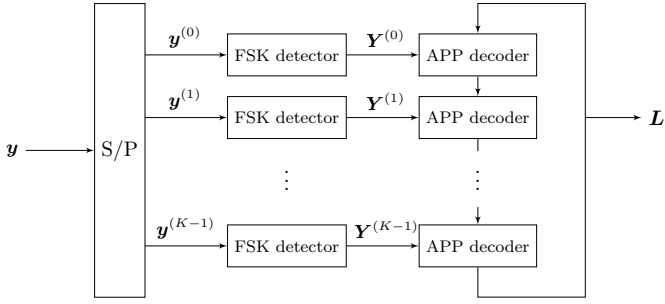 y^(0) FSK detector Y^(0) APP decoder
y^(1) FSK detector Y^(1) APP decoder
y S/P L
⋮ ⋮
y^(K−1) FSK detector Y^(K−1) APP decoder